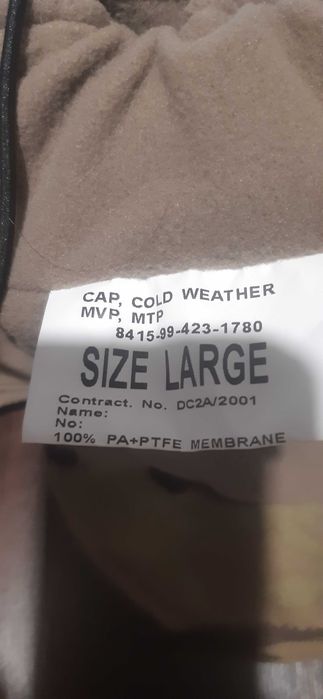 CAP, COLD WEATHER
MVP, MTP
8415-99-423-1780
SIZE LARGE
Contract. No. DC2A/2001
Name:
No:
100% PA+PTFE MEMBRANE